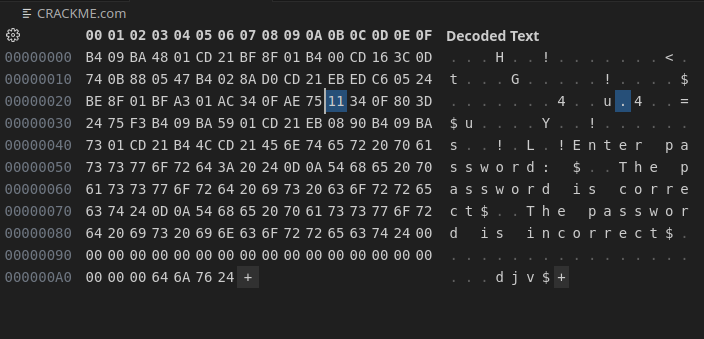 CRACKME.com
00 01 02 03 04 05 06 07 08 09 0A 0B 0C 0D 0E 0F Decoded Text
00000000 B4 09 BA 48 01 CD 21 BF 8F 01 B4 00 CD 16 3C 0D . . . H . ! . . . . . . . . < .
00000010 74 0B 88 05 47 B4 02 8A D0 CD 21 EB ED C6 05 24 t . . . G . . . . . ! . . . . $
00000020 BE 8F 01 BF A3 01 AC 34 0F AE 75 11 34 0F 80 3D . . . . . . . 4 . . u . 4 . . =
00000030 24 75 F3 B4 09 BA 59 01 CD 21 EB 08 90 B4 09 BA $ u . . . . Y . . ! . . . . . .
00000040 73 01 CD 21 B4 4C CD 21 45 6E 74 65 72 20 70 61 s . . ! . L . ! E n t e r   p a
00000050 73 73 77 6F 72 64 3A 20 24 0D 0A 54 68 65 20 70 s s w o r d :   $ . . T h e   p
00000060 61 73 73 77 6F 72 64 20 69 73 20 63 6F 72 72 65 a s s w o r d   i s   c o r r e
00000070 63 74 24 0D 0A 54 68 65 20 70 61 73 73 77 6F 72 c t $ . . T h e   p a s s w o r
00000080 64 20 69 73 20 69 6E 63 6F 72 72 65 63 74 24 00 d   i s   i n c o r r e c t $ .
00000090 00 00 00 00 00 00 00 00 00 00 00 00 00 00 00 00 . . . . . . . . . . . . . . . .
000000A0 00 00 00 64 6A 76 24 + . . . d j v $ +